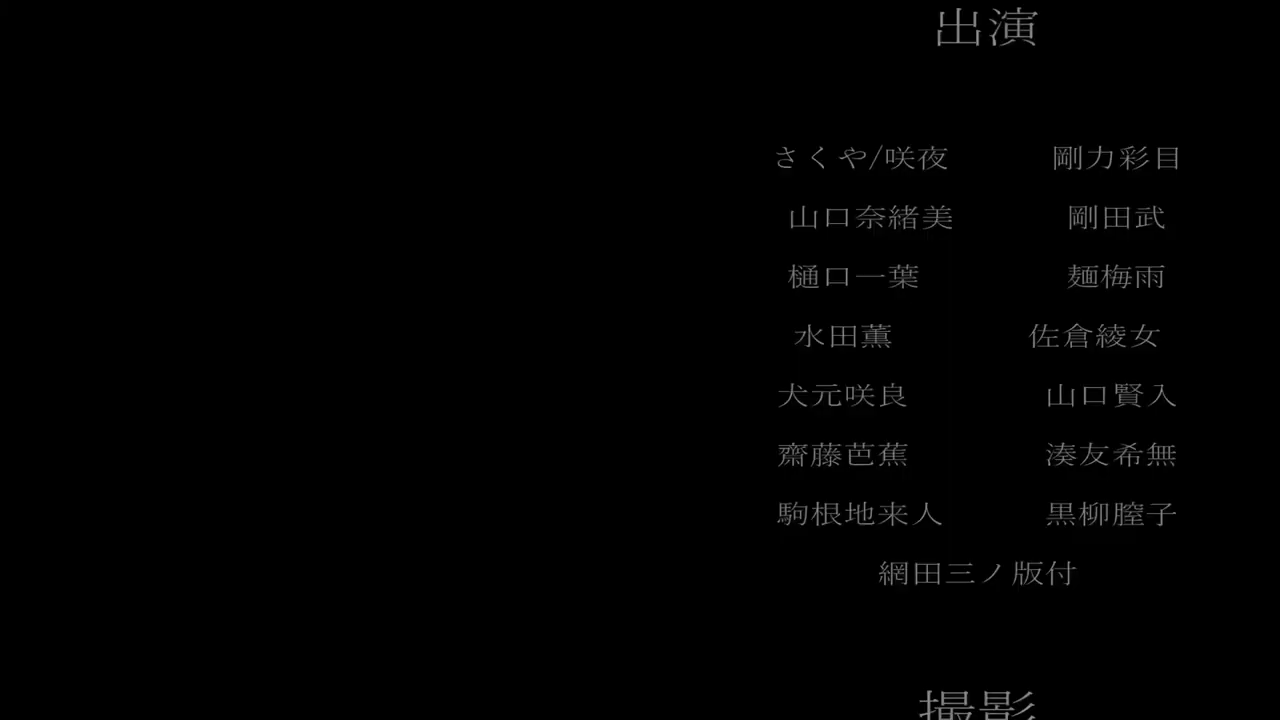 出演
さくや/咲夜 剛力彩目
山口奈緒美 剛田武
樋口一葉 麺梅雨
水田薫 佐倉綾女
犬元咲良 山口賢入
齋藤芭蕉 湊友希無
駒根地来人 黒柳膣子
網田三ノ版付
撮影